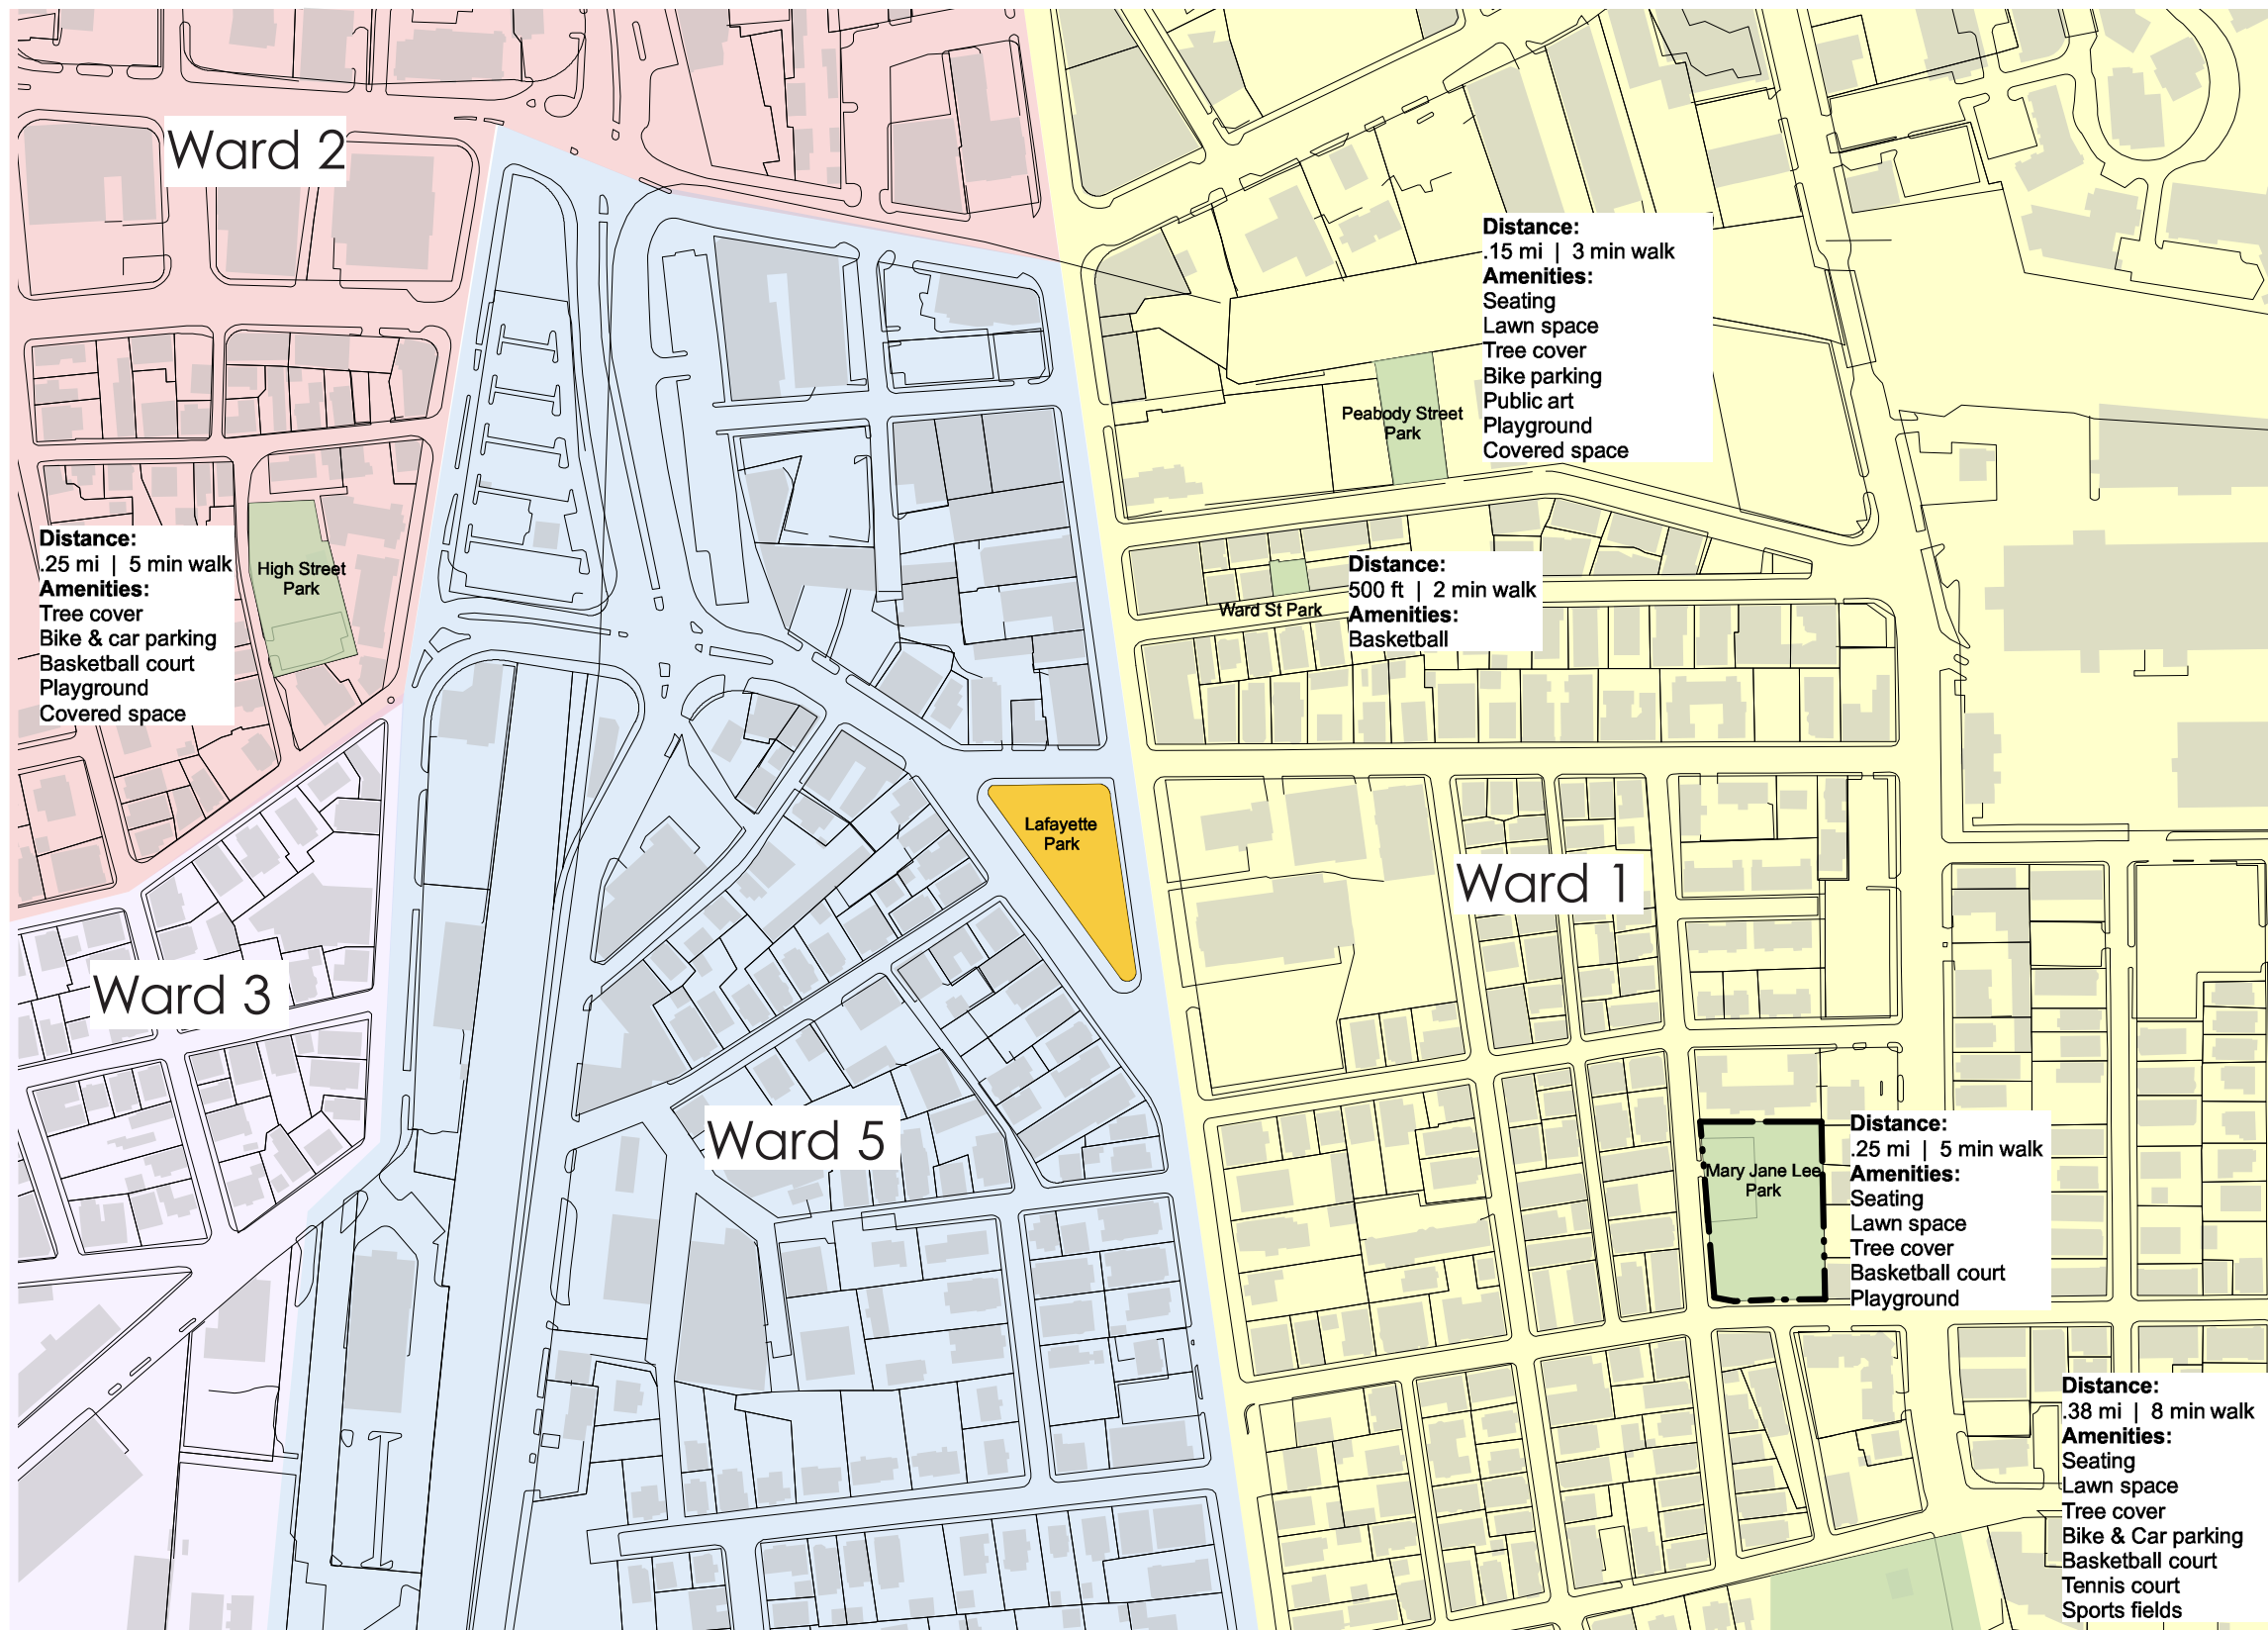 Ward 2
Distance:
.15 mi | 3 min walk
Amenities:
Seating
Lawn space
Tree cover
Bike parking
Public art
Playground
Covered space
Peabody Street
Park
Distance:
.25 mi | 5 min walk
Amenities:
Tree cover
Bike & car parking
Basketball court
Playground
Covered space
High Street
Park
Distance:
500 ft | 2 min walk
Amenities:
Basketball
Ward St Park
Lafayette
Park
Ward 1
Ward 3
Ward 5
Mary Jane Lee
Park
Distance:
.25 mi | 5 min walk
Amenities:
Seating
Lawn space
Tree cover
Basketball court
Playground
Distance:
.38 mi | 8 min walk
Amenities:
Seating
Lawn space
Tree cover
Bike & Car parking
Basketball court
Tennis court
Sports fields